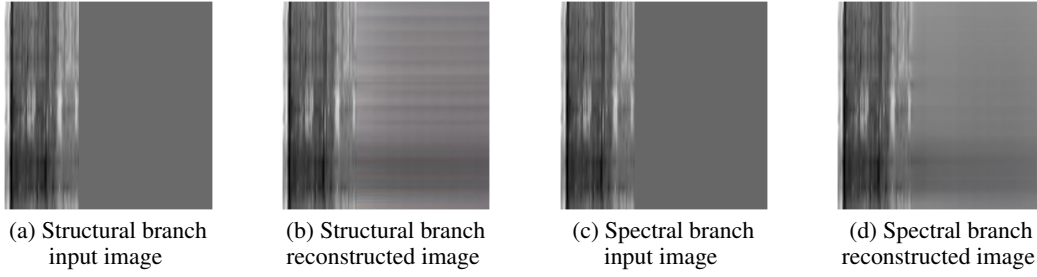 (a) Structural branch
input image
(b) Structural branch
reconstructed image
(c) Spectral branch
input image
(d) Spectral branch
reconstructed image